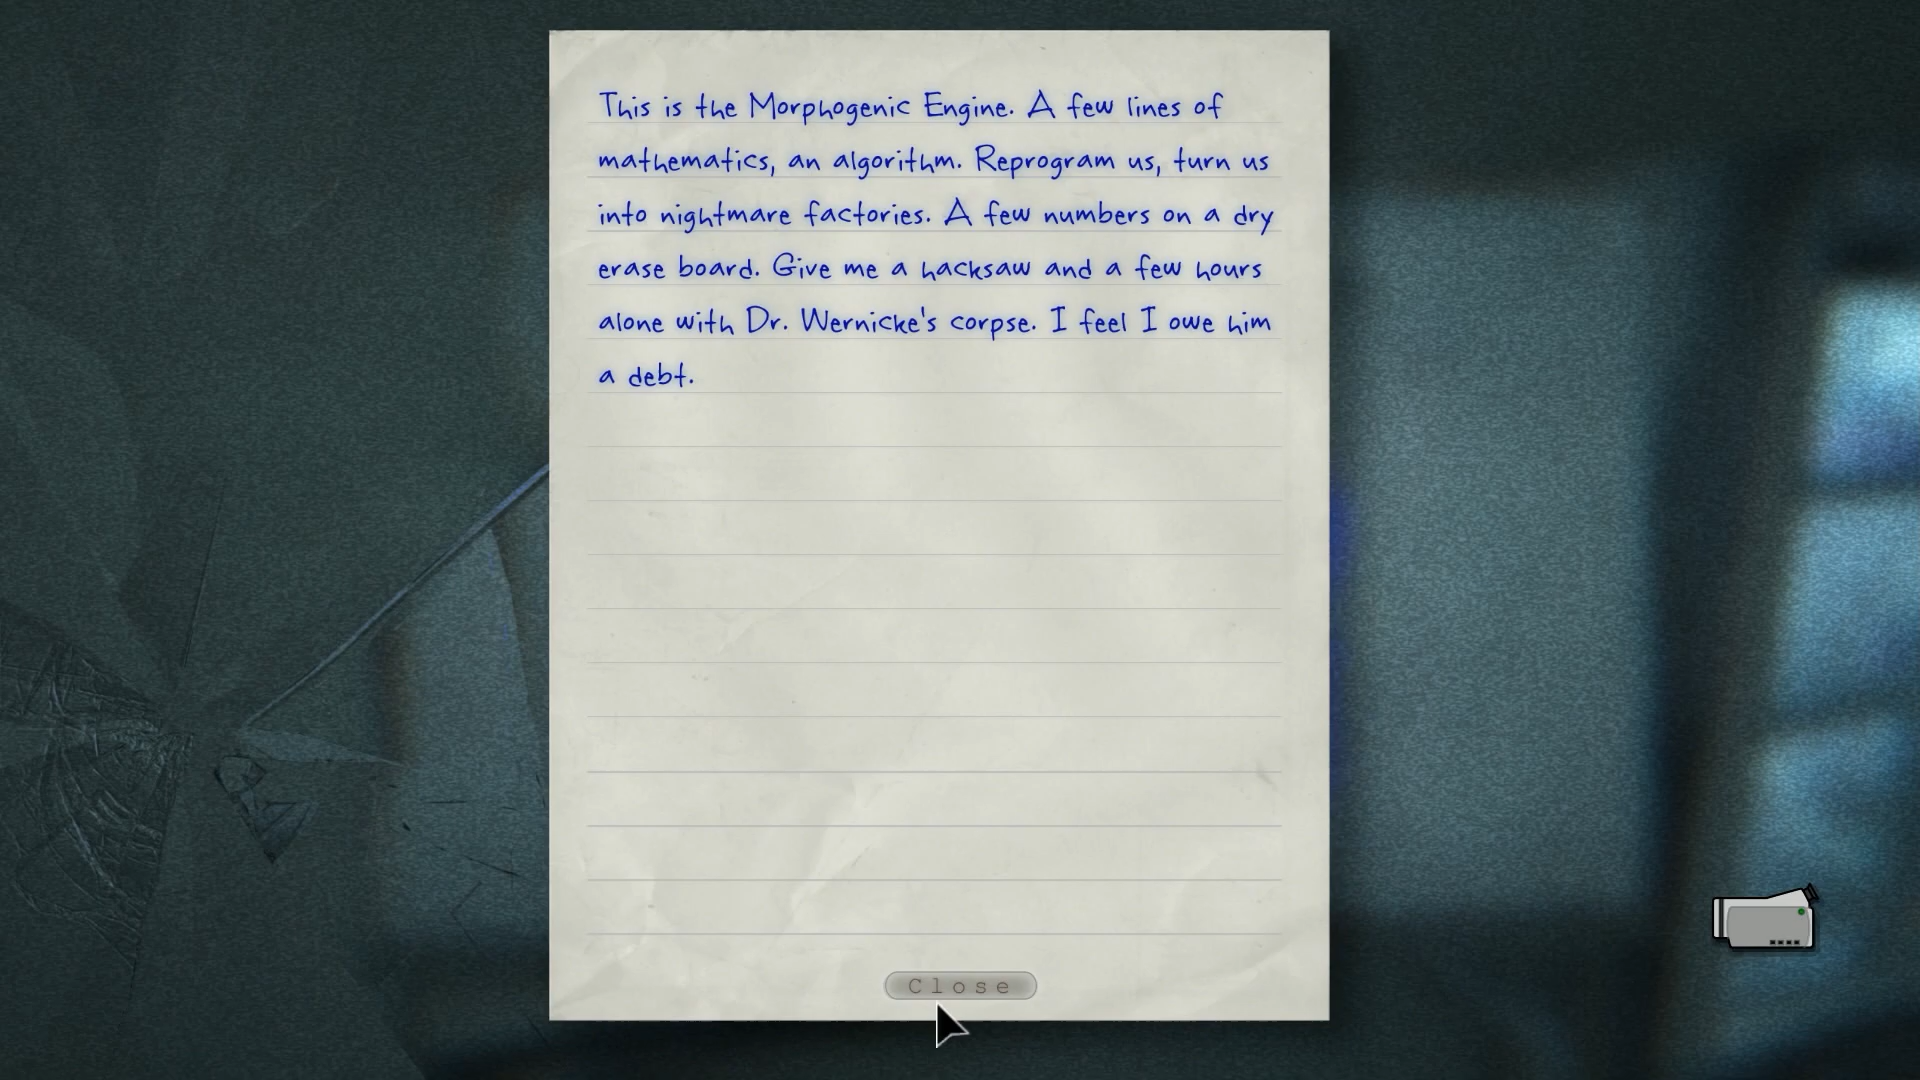 This is the Morphogenic Engine. A few lines of
mathematics, an algorithm. Reprogram us, turn us
into nightmare factories. A few numbers on a dry
erase board. Give me a hacksaw and a few hours
alone with Dr. Wernicke's corpse. I feel I owe him
a debt.
Close